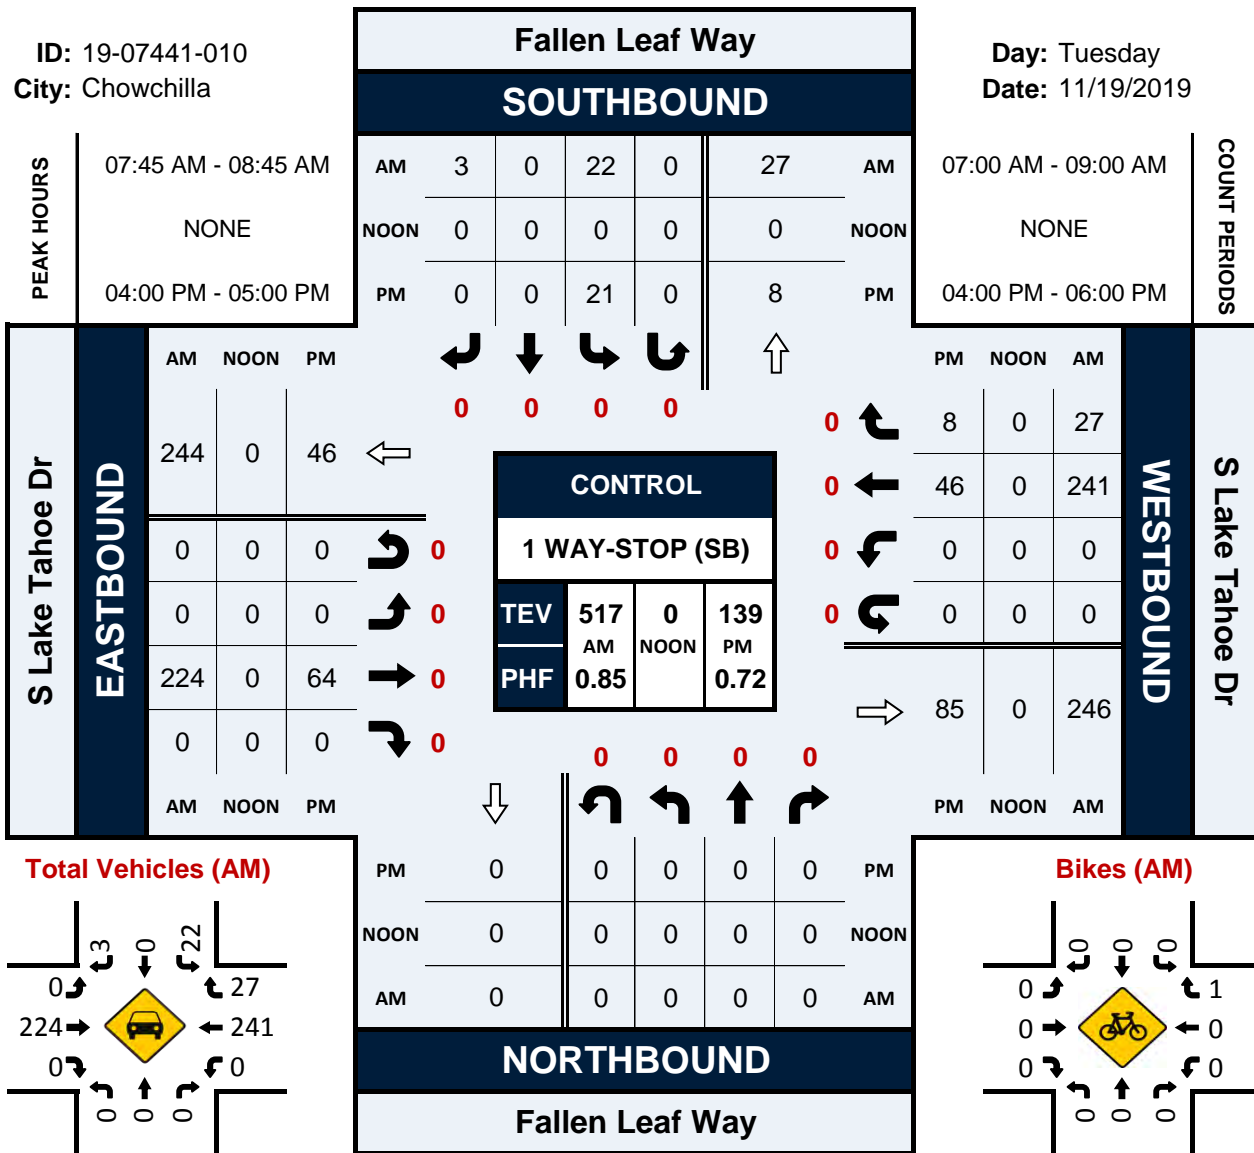 ID: 19-07441-010
City: Chowchilla
Fallen Leaf Way
SOUTHBOUND
Day: Tuesday
Date: 11/19/2019
PEAK HOURS
07:45 AM - 08:45 AM
NONE
04:00 PM - 05:00 PM
AM 3 0 22 0 27 AM
NOON 0 0 0 0 0 NOON
PM 0 0 21 0 8 PM
07:00 AM - 09:00 AM
NONE
04:00 PM - 06:00 PM
COUNT PERIODS
0 0 0 0
S Lake Tahoe Dr
EASTBOUND
AM NOON PM
244 0 46
0 0 0 0
0 0 0 0
224 0 64 0
0 0 0 0
AM NOON PM
CONTROL
1 WAY-STOP (SB)
TEV 517 0 139
AM NOON PM
PHF 0.85 0.72
PM NOON AM
0 8 0 27
0 46 0 241
0 0 0 0
0 0 0 0
85 0 246
PM NOON AM
WESTBOUND
S Lake Tahoe Dr
0 0 0 0
PM 0 0 0 0 0 PM
NOON 0 0 0 0 0 NOON
AM 0 0 0 0 0 AM
NORTHBOUND
Fallen Leaf Way
Total Vehicles (AM)
3 0 22
0 27
224 241
0 0
0 0 0
Bikes (AM)
0 0 0
0 1
0 0
0 0
0 0 0